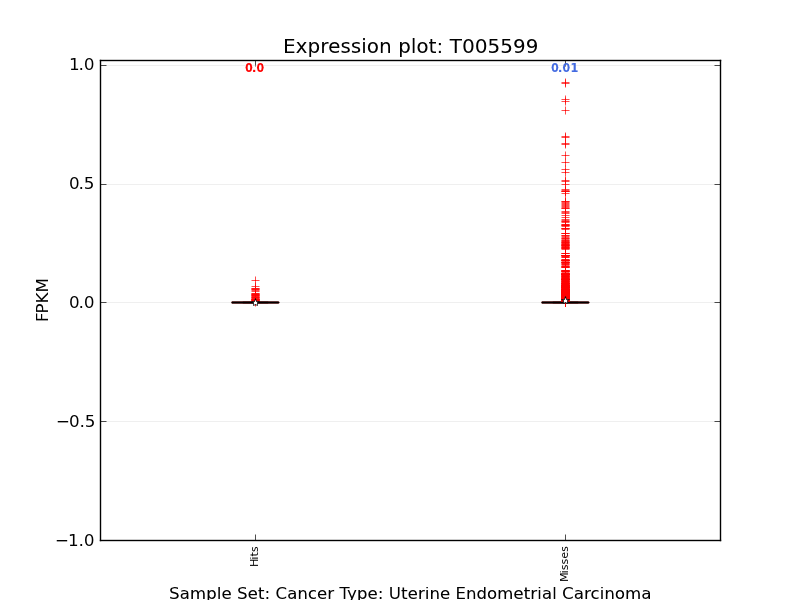 Expression plot: T005599
1.0
0.0
0.01
0.5
0.0
−0.5
−1.0
FPKM
Hits
Misses
Sample Set: Cancer Type: Uterine Endometrial Carcinoma